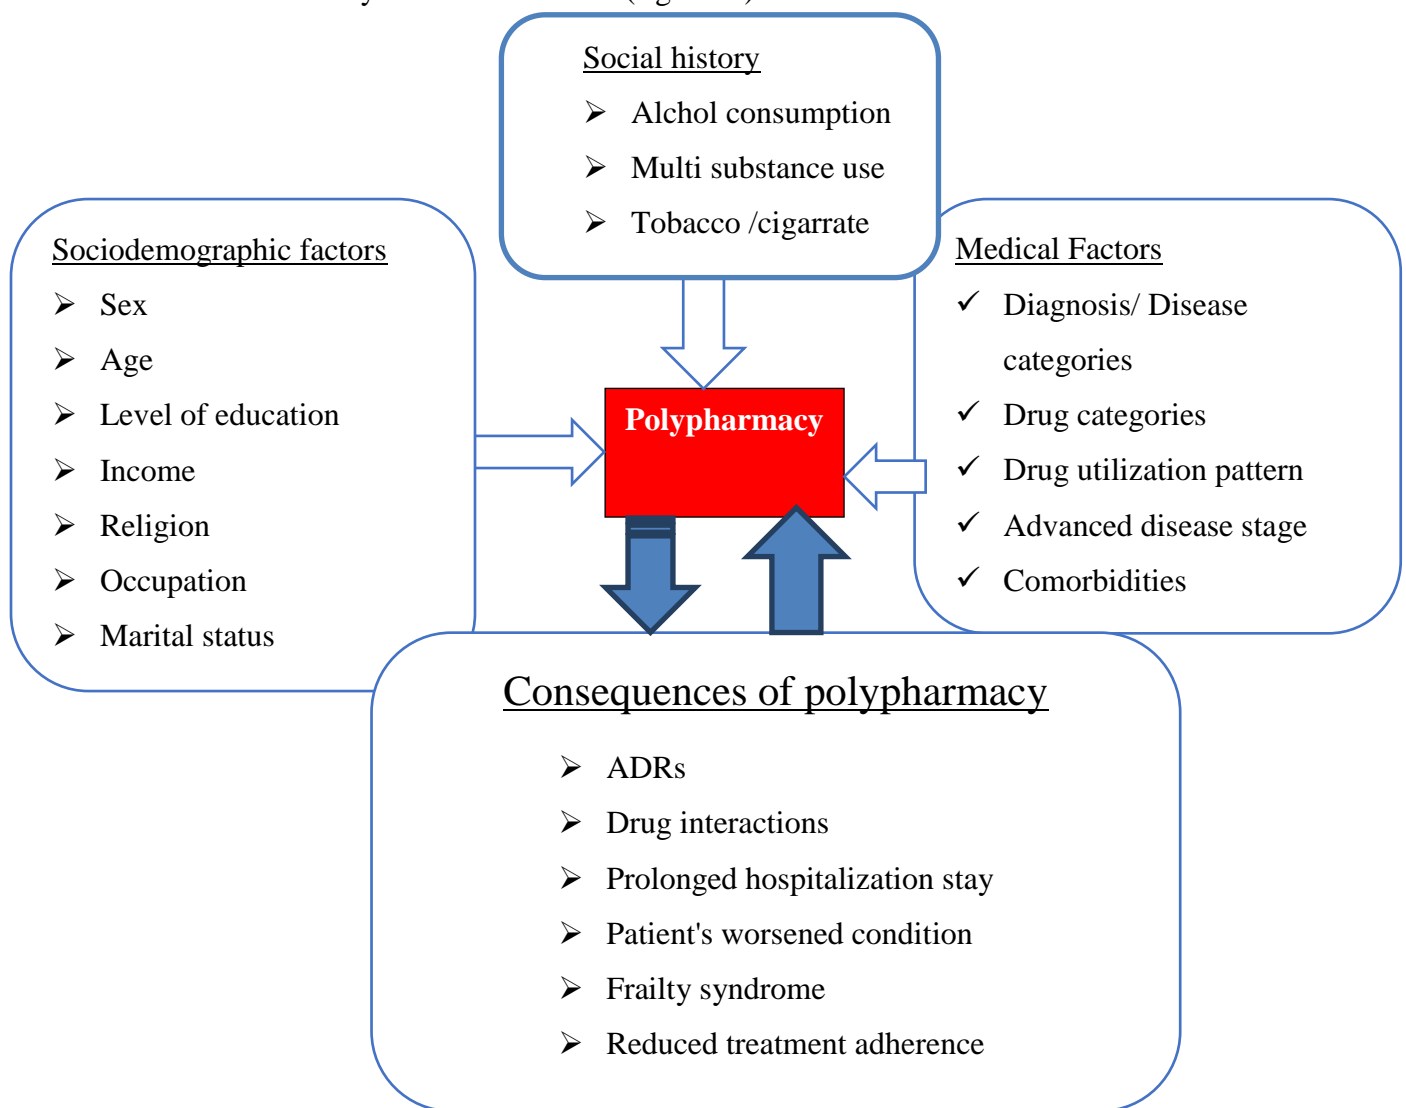 Social history
➢ Alchol consumption
➢ Multi substance use
➢ Tobacco /cigarrate
Sociodemographic factors
➢ Sex
➢ Age
➢ Level of education
➢ Income
➢ Religion
➢ Occupation
➢ Marital status
Polypharmacy
Medical Factors
✓ Diagnosis/ Disease
categories
✓ Drug categories
✓ Drug utilization pattern
✓ Advanced disease stage
✓ Comorbidities
Consequences of polypharmacy
➢ ADRs
➢ Drug interactions
➢ Prolonged hospitalization stay
➢ Patient's worsened condition
➢ Frailty syndrome
➢ Reduced treatment adherence